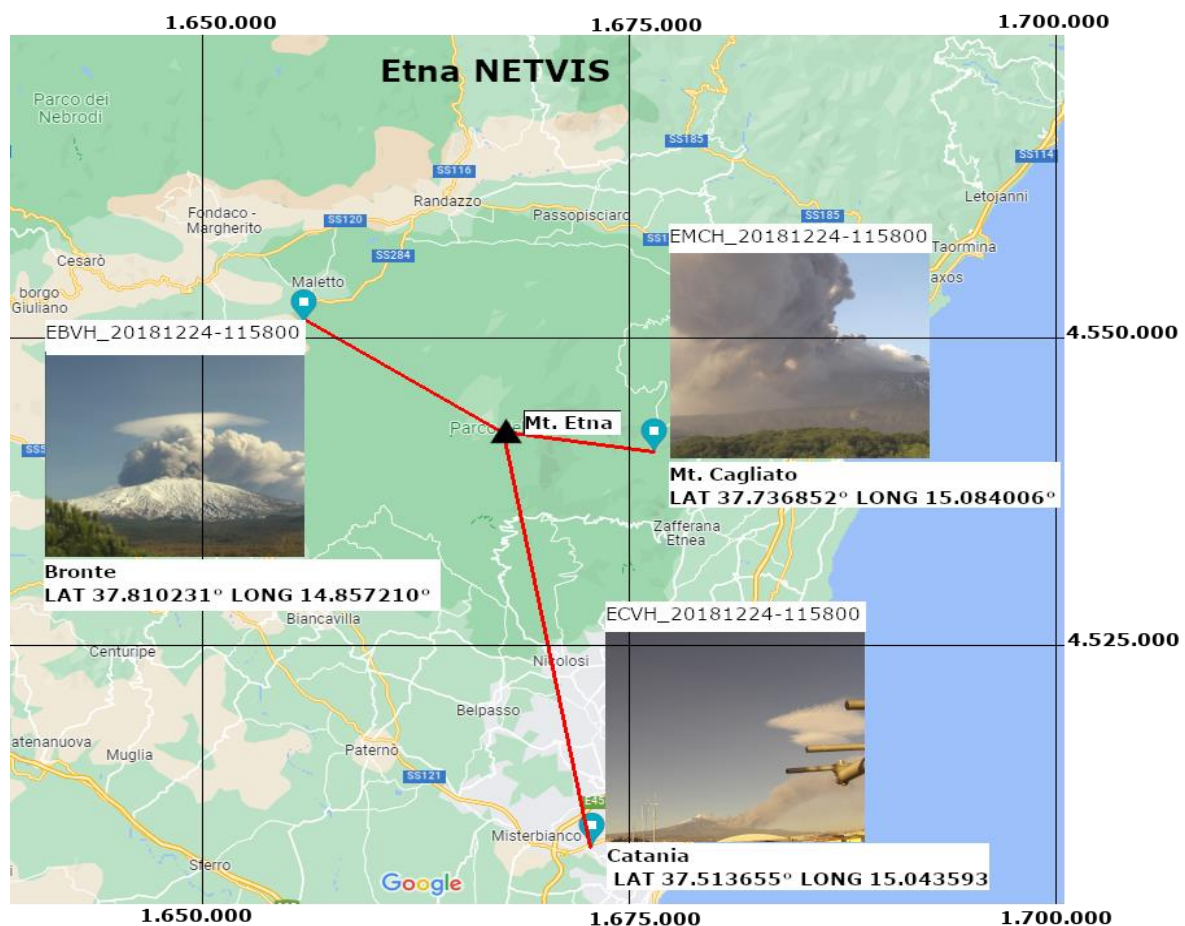 1.650.000
1.675.000
1.700.000
Etna NETVIS
Parco dei
Nebrodi
SS185
SS114
SS116
Letojanni
Randazzo
Fondaco -
Margherito
SS120
Passopisciaro
SS185
EMCH_20181224-115800
Taormina
SS284
Cesarò
axos
Maletto
borgo
Giuliano
EBVH_20181224-115800
4.550.000
Mt. Etna
Mt. Cagliato
LAT 37.736852° LONG 15.084006°
Zafferana
Etnea
Bronte
LAT 37.810231° LONG 14.857210°
ECVH_20181224-115800
Biancavilla
4.525.000
Centuripe
Nicolosi
Belpasso
atenanuova
Muglia
Paternò
SS121
E45
Misterbianco
Catania
LAT 37.513655° LONG 15.043593
Sferro
Google
1.650.000
1.675.000
1.700.000